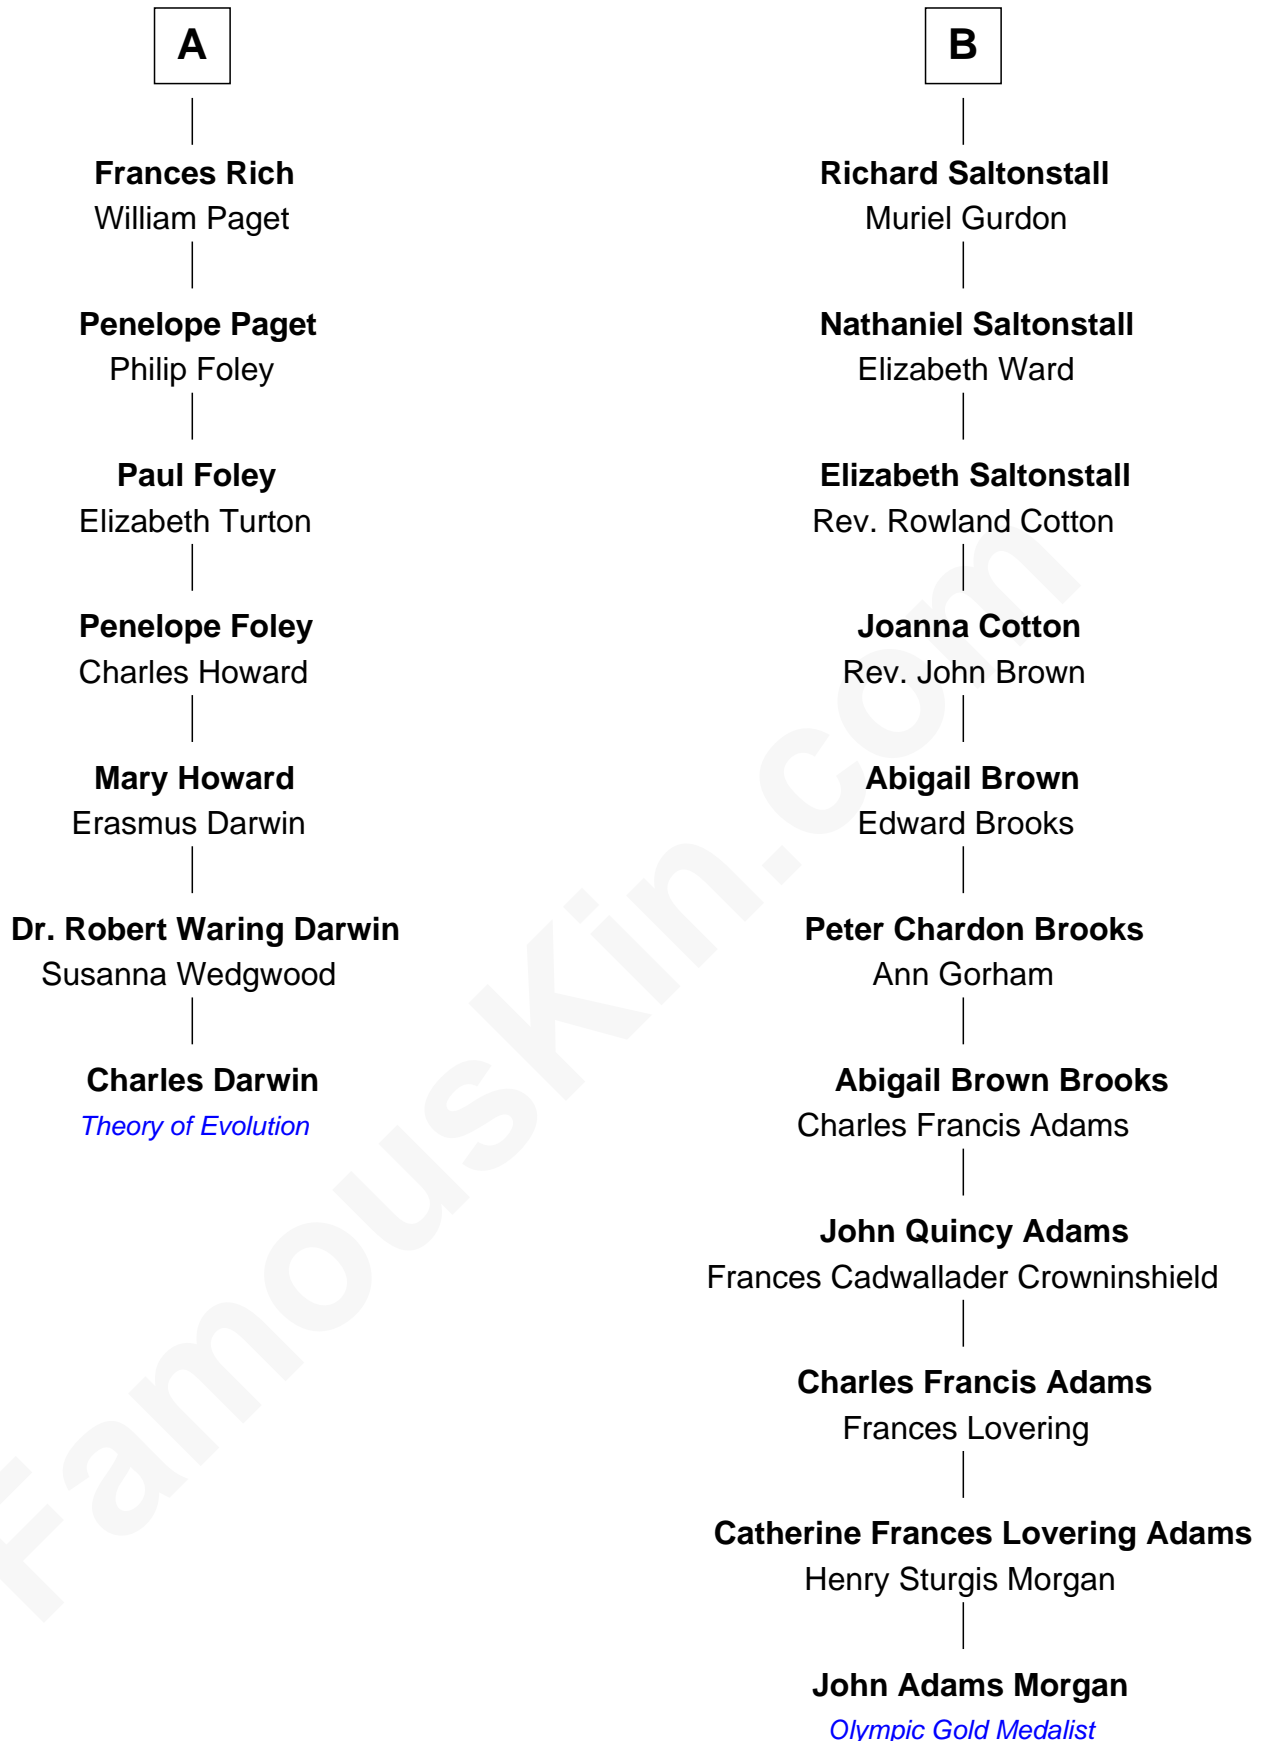 A
Frances Rich
William Paget
Penelope Paget
Philip Foley
Paul Foley
Elizabeth Turton
Penelope Foley
Charles Howard
Mary Howard
Erasmus Darwin
Dr. Robert Waring Darwin
Susanna Wedgwood
Charles Darwin
Theory of Evolution
B
Richard Saltonstall
Muriel Gurdon
Nathaniel Saltonstall
Elizabeth Ward
Elizabeth Saltonstall
Rev. Rowland Cotton
Joanna Cotton
Rev. John Brown
Abigail Brown
Edward Brooks
Peter Chardon Brooks
Ann Gorham
Abigail Brown Brooks
Charles Francis Adams
John Quincy Adams
Frances Cadwallader Crowninshield
Charles Francis Adams
Frances Lovering
Catherine Frances Lovering Adams
Henry Sturgis Morgan
John Adams Morgan
Olympic Gold Medalist
FamousKin.com